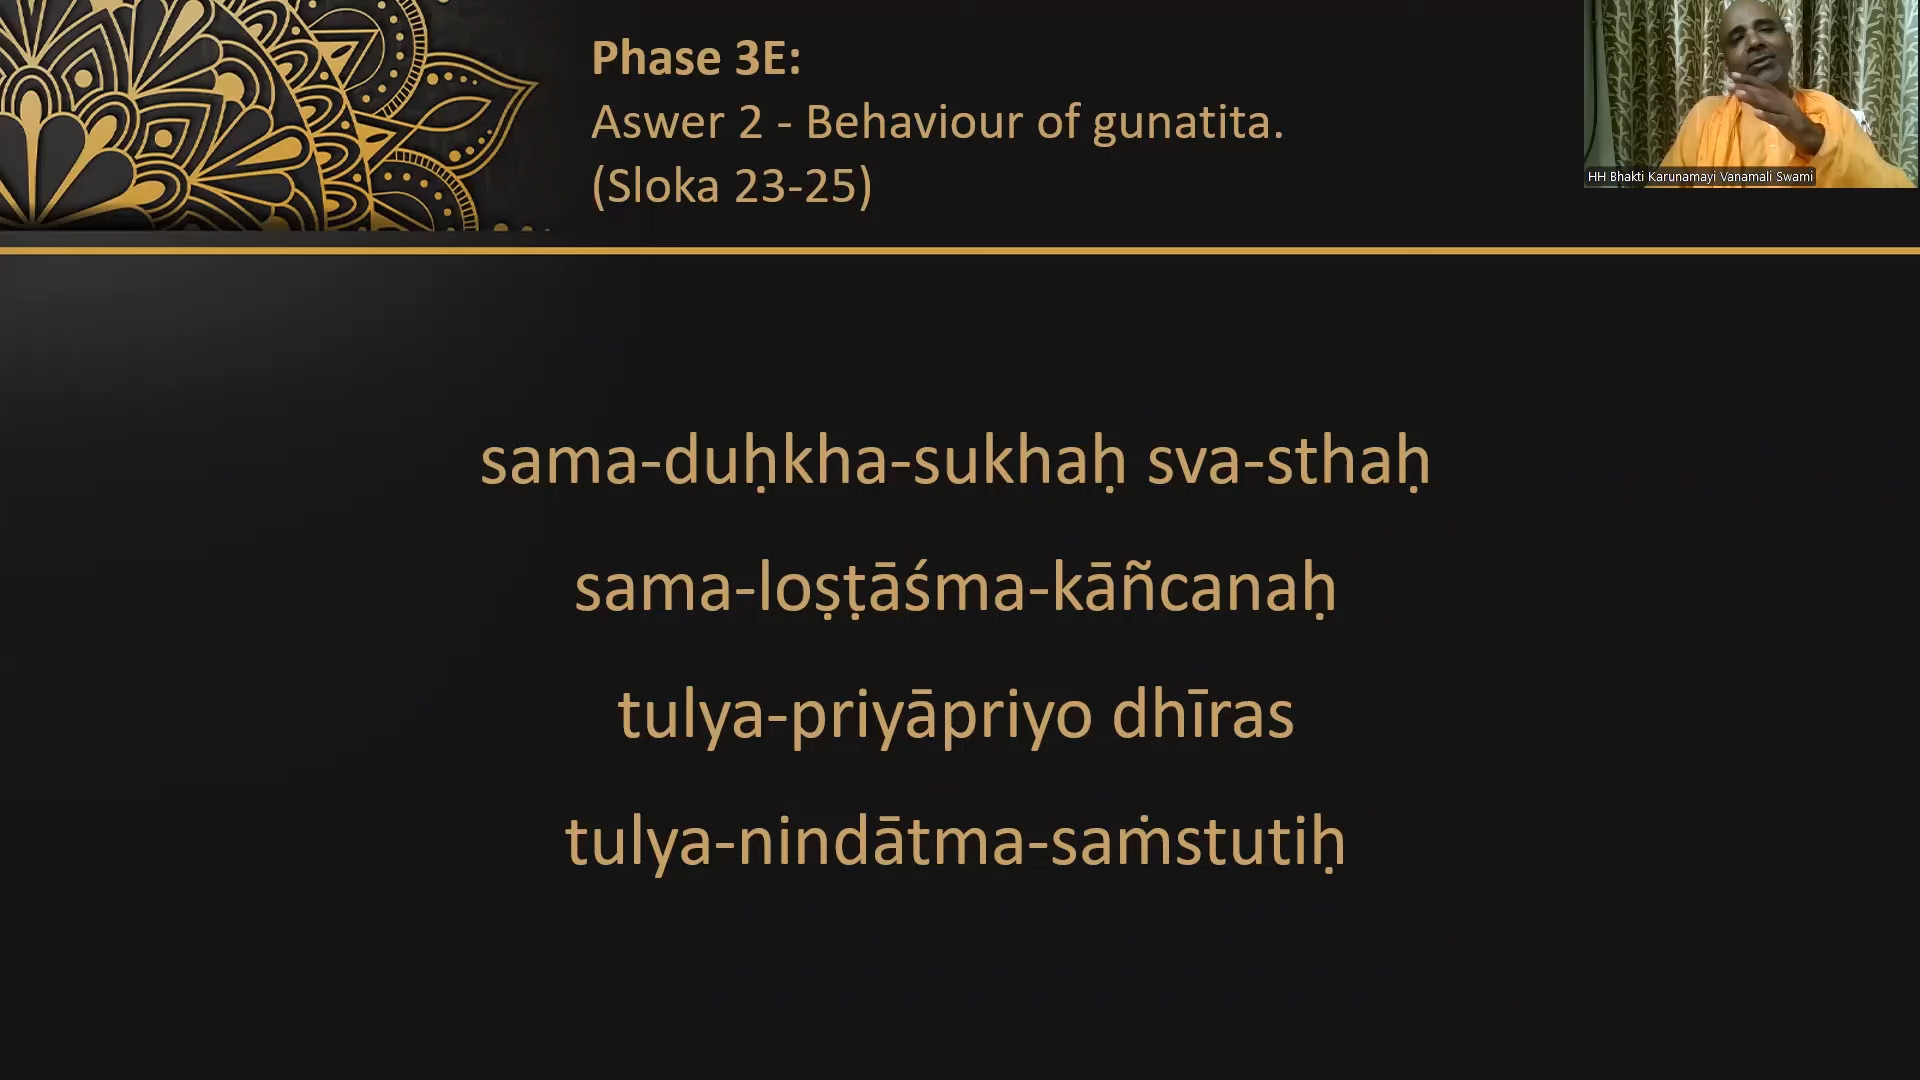 Phase 3E:
Aswer 2 - Behaviour of gunatita.
(Sloka 23-25)
HH Bhakti Karunamayi Vanamali Swami
sama-duḥkha-sukhaḥ sva-sthaḥ
sama-loṣṭāśma-kāñcanaḥ
tulya-priyāpriyo dhīras
tulya-nindātma-saṁstutiḥ